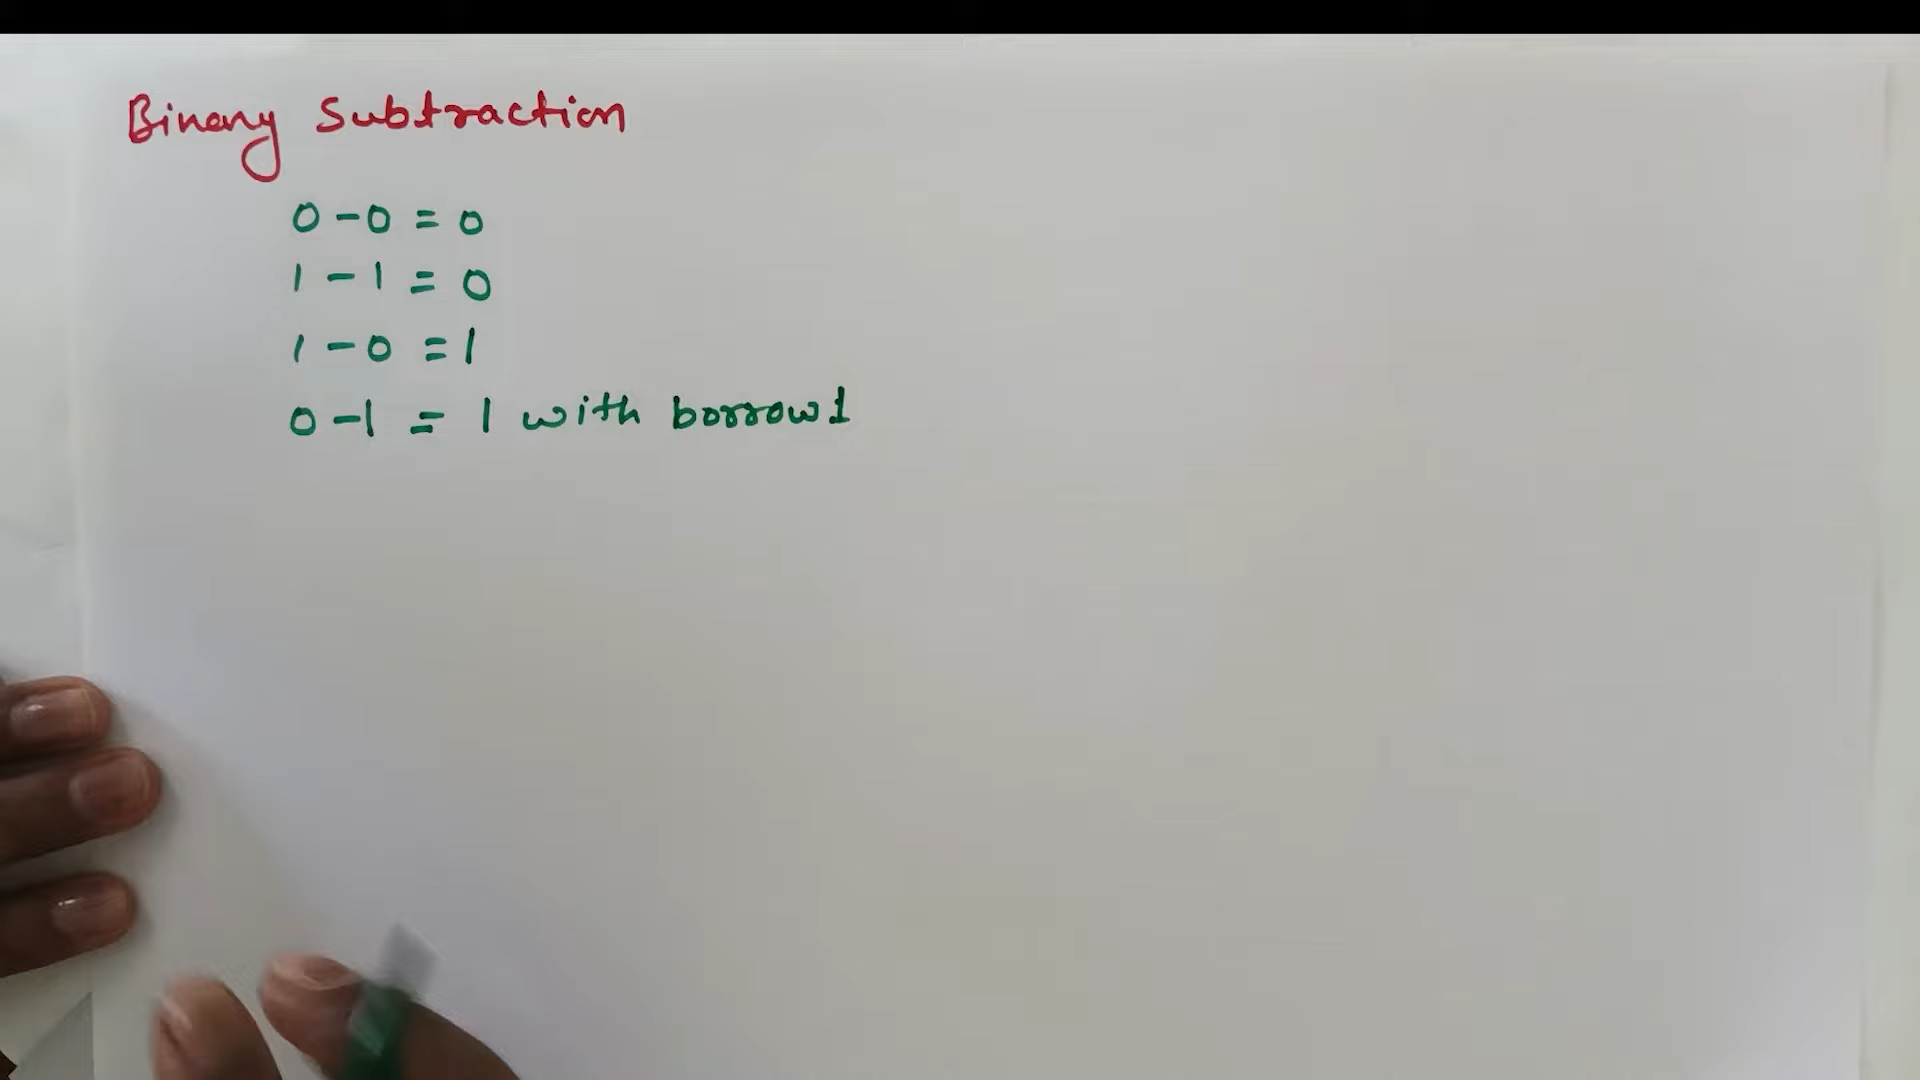 Binary Subtraction
0 - 0 = 0
1 - 1 = 0
1 - 0 = 1
0 - 1 = 1 with borrow 1